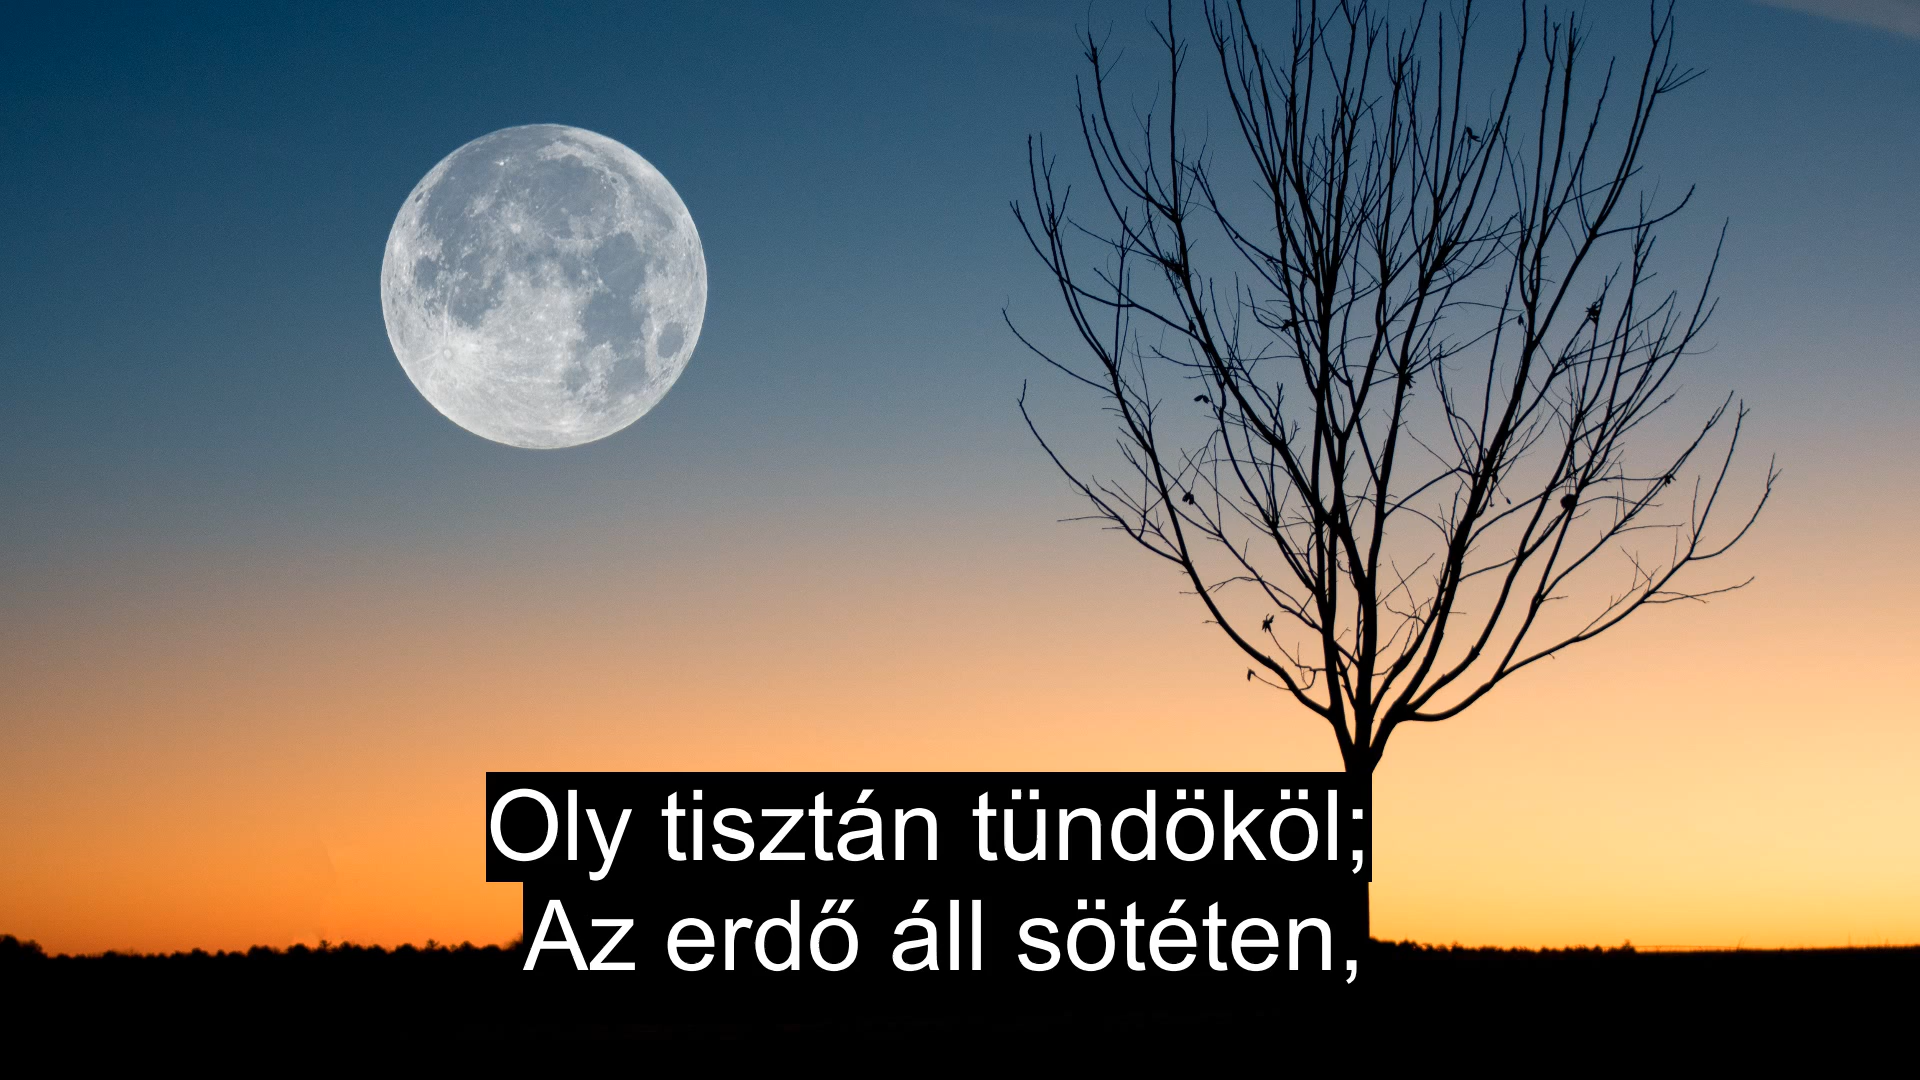 Oly tisztán tündököl;
Az erdő áll sötéten,